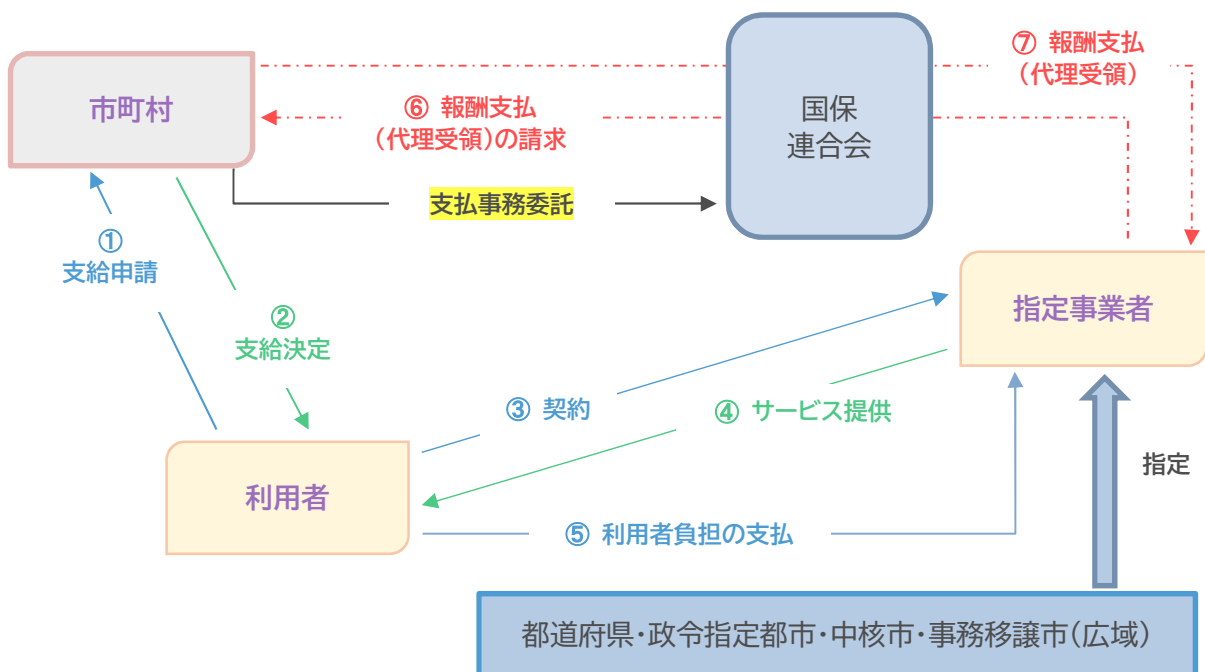 市町村
⑥ 報酬支払
(代理受領)の請求
国保
連合会
⑦ 報酬支払
(代理受領)
支払事務委託
①
支給申請
②
支給決定
指定事業者
③ 契約
④ サービス提供
指定
利用者
⑤ 利用者負担の支払
都道府県・政令指定都市・中核市・事務移譲市(広域)